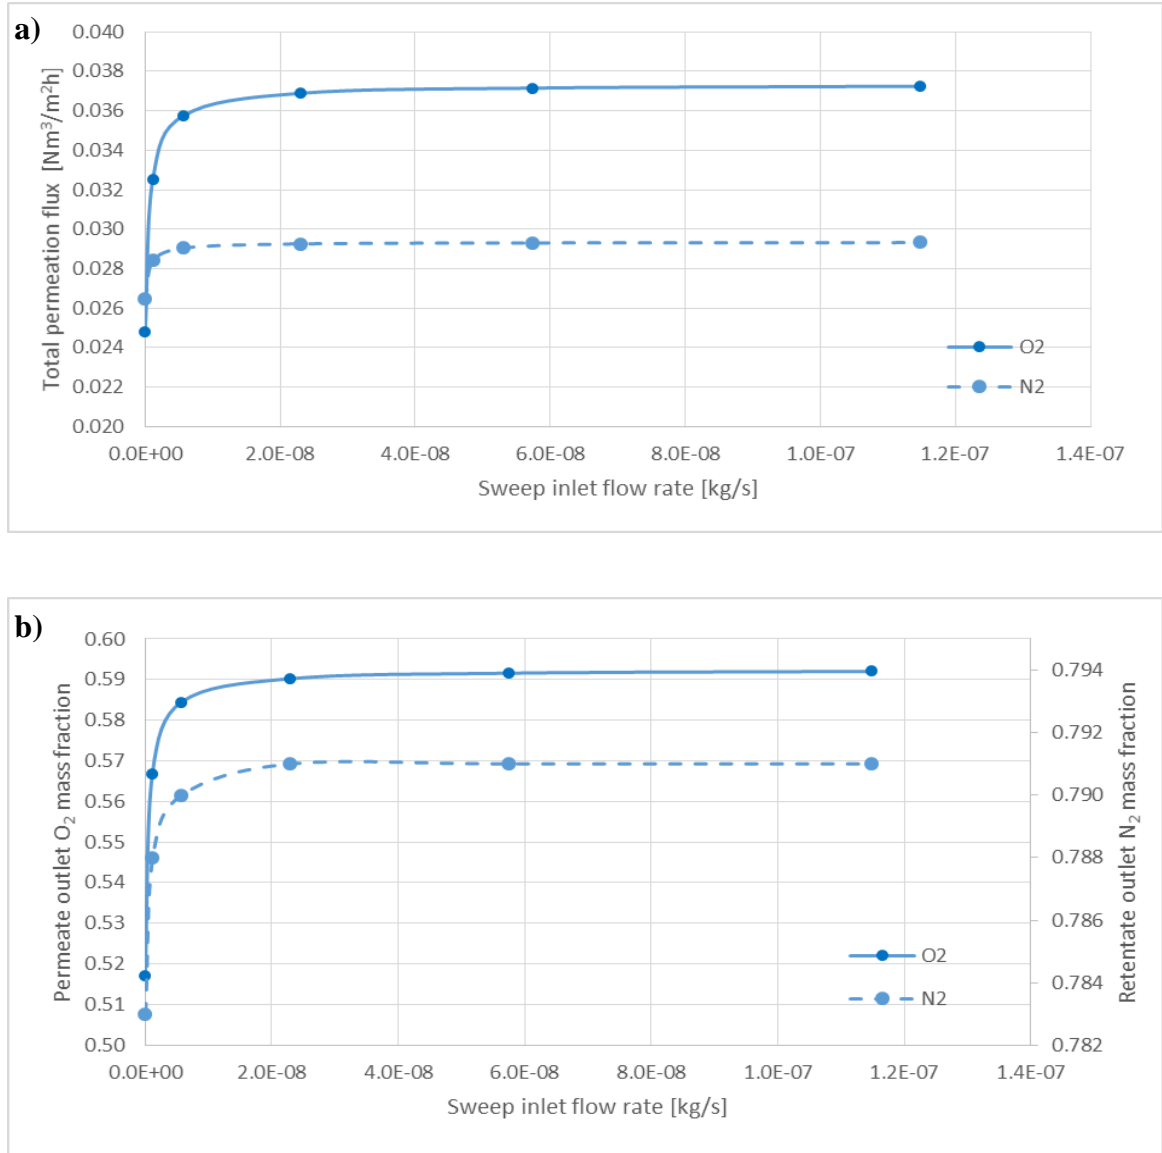 a)
Total permeation flux [Nm³/m²h]
0.040
0.038
0.036
0.034
0.032
0.030
0.028
0.026
0.024
0.022
0.020
O2
N2
0.0E+00 2.0E-08 4.0E-08 6.0E-08 8.0E-08 1.0E-07 1.2E-07 1.4E-07
Sweep inlet flow rate [kg/s]
b)
Permeate outlet O₂ mass fraction
0.60
0.59
0.58
0.57
0.56
0.55
0.54
0.53
0.52
0.51
0.50
O2
N2
0.794
0.792
0.790
0.788
0.786
0.784
0.782
Retentate outlet N₂ mass fraction
0.0E+00 2.0E-08 4.0E-08 6.0E-08 8.0E-08 1.0E-07 1.2E-07 1.4E-07
Sweep inlet flow rate [kg/s]